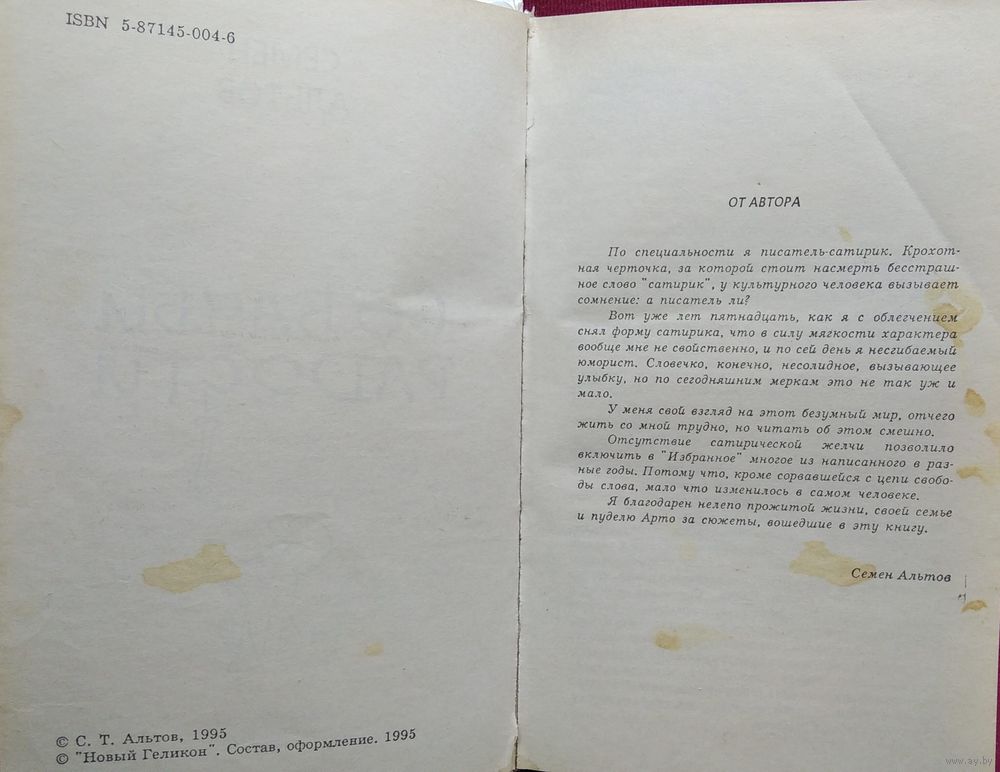 ISBN 5-87145-004-6
© С. Т. Альтов, 1995
© "Новый Геликон". Состав, оформление. 1995
ОТ АВТОРА
По специальности я писатель-сатирик. Крохот-
ная черточка, за которой стоит насмерть бесстраш-
ное слово "сатирик", у культурного человека вызывает
сомнение: а писатель ли?
Вот уже лет пятнадцать, как я с облегчением
снял форму сатирика, что в силу мягкости характера
вообще мне не свойственно, и по сей день я несгибаемый
юморист. Словечко, конечно, несолидное, вызывающее
улыбку, но по сегодняшним меркам это не так уж и
мало.
У меня свой взгляд на этот безумный мир, отчего
жить со мной трудно, но читать об этом смешно.
Отсутствие сатирической желчи позволило
включить в "Избранное" многое из написанного в раз-
ные годы. Потому что, кроме сорвавшейся с цепи свобо-
ды слова, мало что изменилось в самом человеке.
Я благодарен нелепо прожитой жизни, своей семье
и пуделю Арто за сюжеты, вошедшие в эту книгу.
Семен Альтов
www.ay.by